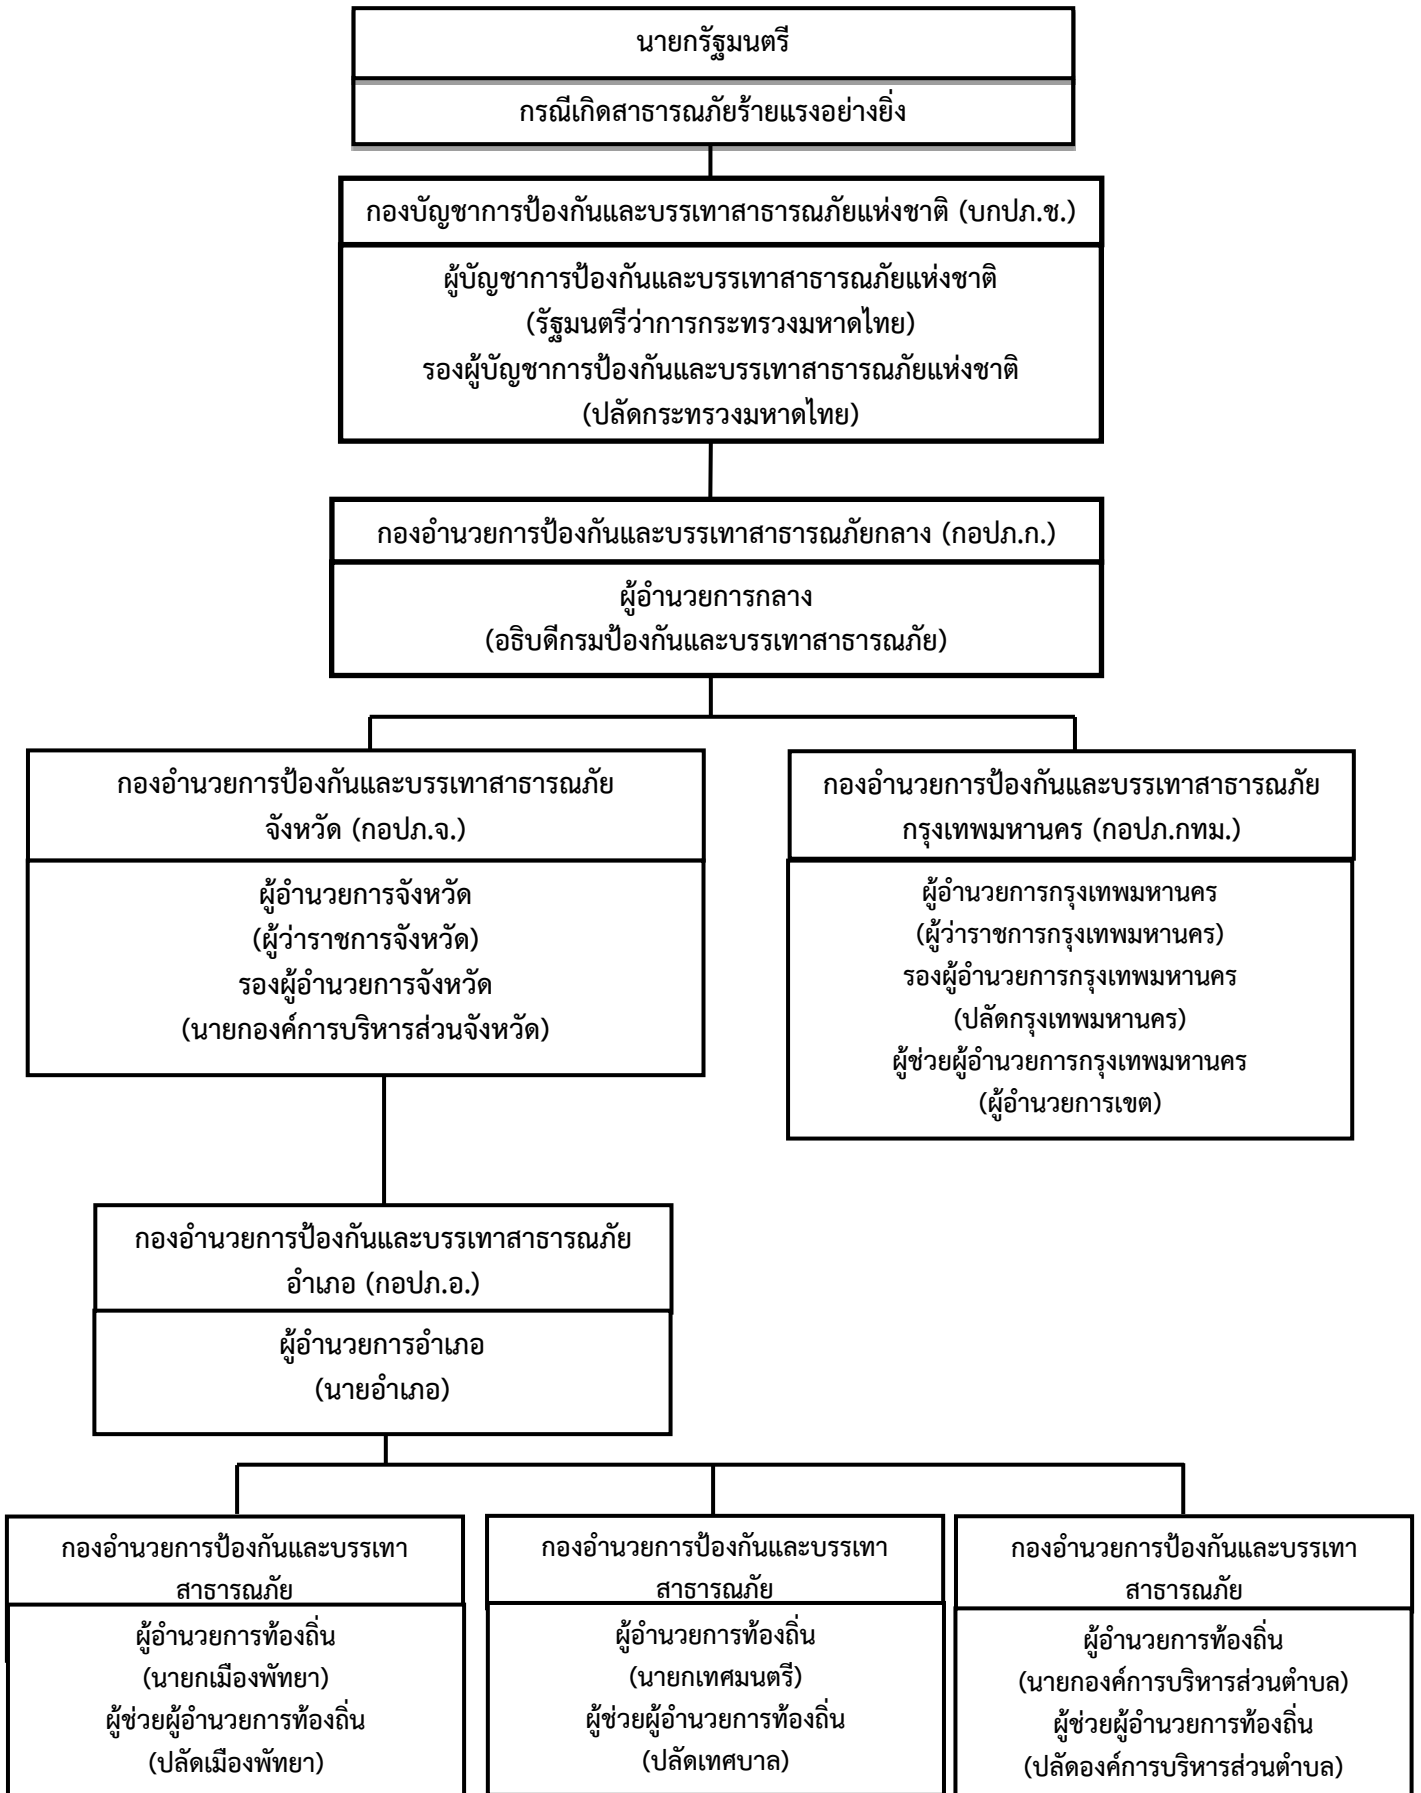 นายกรัฐมนตรี
กรณีเกิดสาธารณภัยร้ายแรงอย่างยิ่ง
กองบัญชาการป้องกันและบรรเทาสาธารณภัยแห่งชาติ (บกปภ.ช.)
ผู้บัญชาการป้องกันและบรรเทาสาธารณภัยแห่งชาติ
(รัฐมนตรีว่าการกระทรวงมหาดไทย)
รองผู้บัญชาการป้องกันและบรรเทาสาธารณภัยแห่งชาติ
(ปลัดกระทรวงมหาดไทย)
กองอำนวยการป้องกันและบรรเทาสาธารณภัยกลาง (กอปภ.ก.)
ผู้อำนวยการกลาง
(อธิบดีกรมป้องกันและบรรเทาสาธารณภัย)
กองอำนวยการป้องกันและบรรเทาสาธารณภัย
จังหวัด (กอปภ.จ.)
ผู้อำนวยการจังหวัด
(ผู้ว่าราชการจังหวัด)
รองผู้อำนวยการจังหวัด
(นายกองค์การบริหารส่วนจังหวัด)
กองอำนวยการป้องกันและบรรเทาสาธารณภัย
กรุงเทพมหานคร (กอปภ.กทม.)
ผู้อำนวยการกรุงเทพมหานคร
(ผู้ว่าราชการกรุงเทพมหานคร)
รองผู้อำนวยการกรุงเทพมหานคร
(ปลัดกรุงเทพมหานคร)
ผู้ช่วยผู้อำนวยการกรุงเทพมหานคร
(ผู้อำนวยการเขต)
กองอำนวยการป้องกันและบรรเทาสาธารณภัย
อำเภอ (กอปภ.อ.)
ผู้อำนวยการอำเภอ
(นายอำเภอ)
กองอำนวยการป้องกันและบรรเทา
สาธารณภัย
ผู้อำนวยการท้องถิ่น
(นายกเมืองพัทยา)
ผู้ช่วยผู้อำนวยการท้องถิ่น
(ปลัดเมืองพัทยา)
กองอำนวยการป้องกันและบรรเทา
สาธารณภัย
ผู้อำนวยการท้องถิ่น
(นายกเทศมนตรี)
ผู้ช่วยผู้อำนวยการท้องถิ่น
(ปลัดเทศบาล)
กองอำนวยการป้องกันและบรรเทา
สาธารณภัย
ผู้อำนวยการท้องถิ่น
(นายกองค์การบริหารส่วนตำบล)
ผู้ช่วยผู้อำนวยการท้องถิ่น
(ปลัดองค์การบริหารส่วนตำบล)